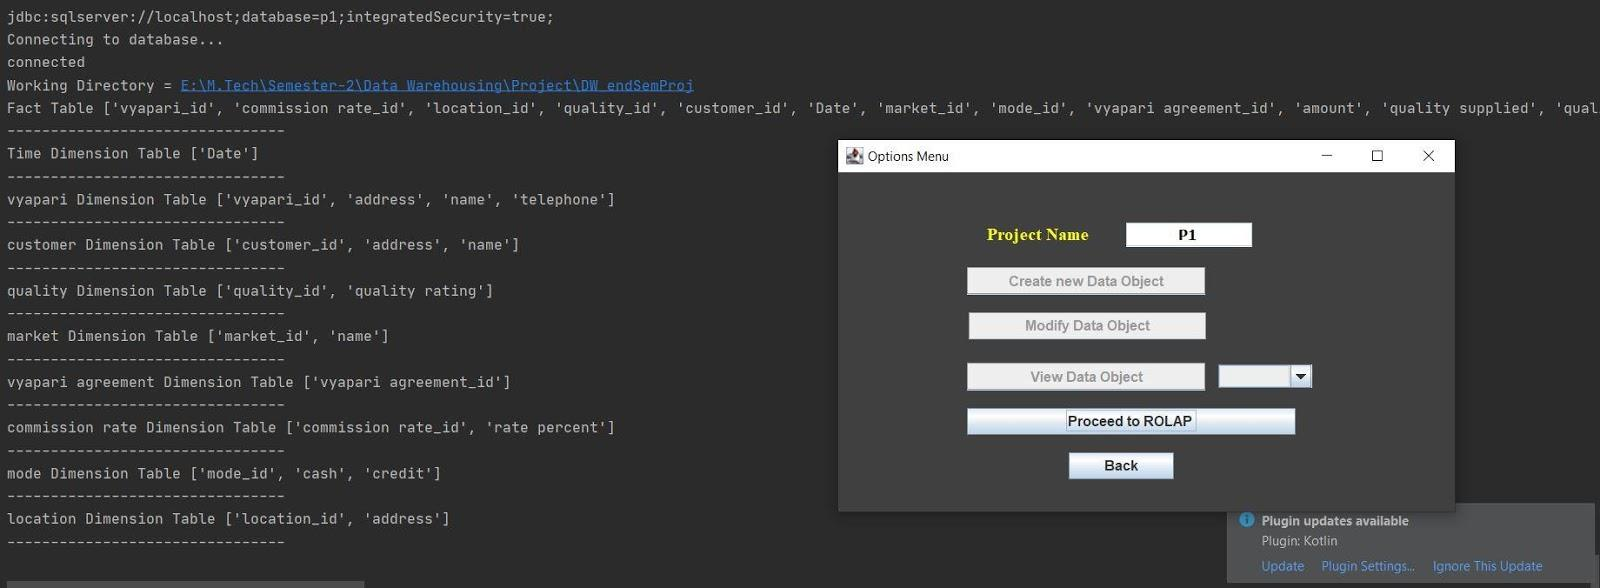 jdbc:sqlserver://localhost;database=p1;integratedSecurity=true;
Connecting to database...
connected
Working Directory = E:\M.Tech\Semester-2\Data Warehousing\Project\DW_endSemProj
Fact Table ['vyapari_id', 'commission rate_id', 'location_id', 'quality_id', 'customer_id', 'Date', 'market_id', 'mode_id', 'vyapari agreement_id', 'amount', 'quality supplied', 'qual
--------------------------------
Time Dimension Table ['Date']
--------------------------------
vyapari Dimension Table ['vyapari_id', 'address', 'name', 'telephone']
--------------------------------
customer Dimension Table ['customer_id', 'address', 'name']
--------------------------------
quality Dimension Table ['quality_id', 'quality rating']
--------------------------------
market Dimension Table ['market_id', 'name']
--------------------------------
vyapari agreement Dimension Table ['vyapari agreement_id']
--------------------------------
commission rate Dimension Table ['commission rate_id', 'rate percent']
--------------------------------
mode Dimension Table ['mode_id', 'cash', 'credit']
--------------------------------
location Dimension Table ['location_id', 'address']
--------------------------------
Options Menu
Project Name P1
Create new Data Object
Modify Data Object
View Data Object
Proceed to ROLAP
Back
Plugin updates available
Plugin: Kotlin
Update Plugin Settings... Ignore This Update